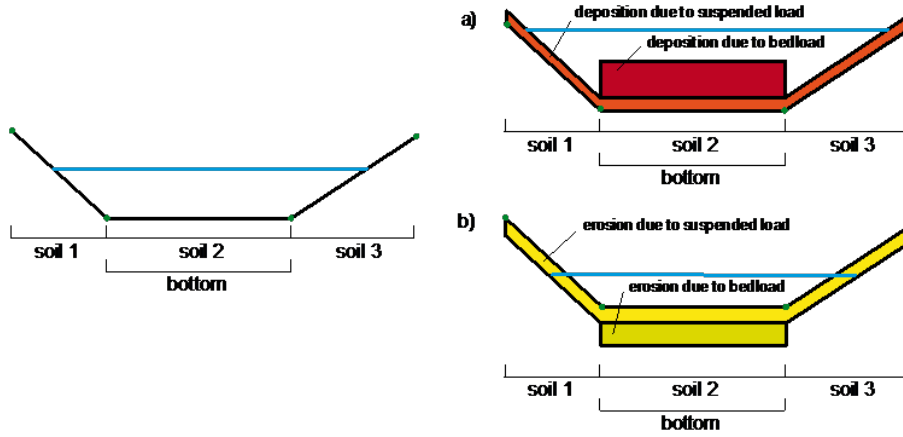 soil 1 soil 2 soil 3
bottom
a)
deposition due to suspended load
deposition due to bedload
soil 1 soil 2 soil 3
bottom
b)
erosion due to suspended load
erosion due to bedload
soil 1 soil 2 soil 3
bottom